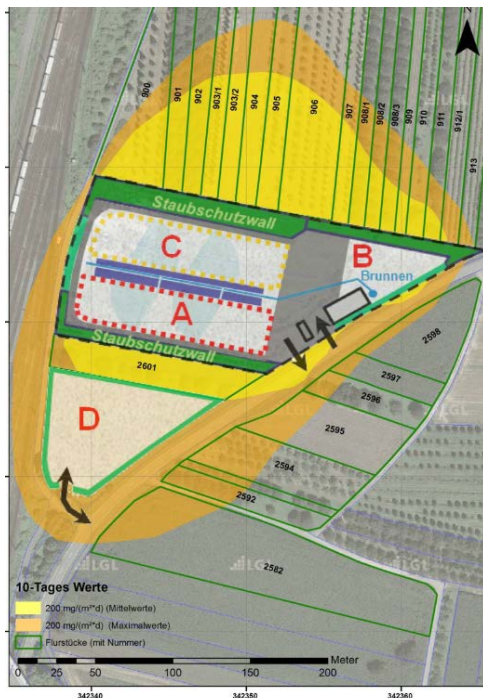 900
901
902
903/1
903/2
904
905
906
907
908/1
908/2
908/3
909
910
911
912/1
913
Staubschutzwall
C
B
Brunnen
A
Staubschutzwall
2598
2601
2597
2596
D
2595
2594
2592
LGL
2582
10-Tages Werte
200 mg/(m²*d) (Mittelwerte)
200 mg/(m²*d) (Maximalwerte)
Flurstücke (mit Nummer)
Meter
0 25 50 100 150 200
342340 342350 342360